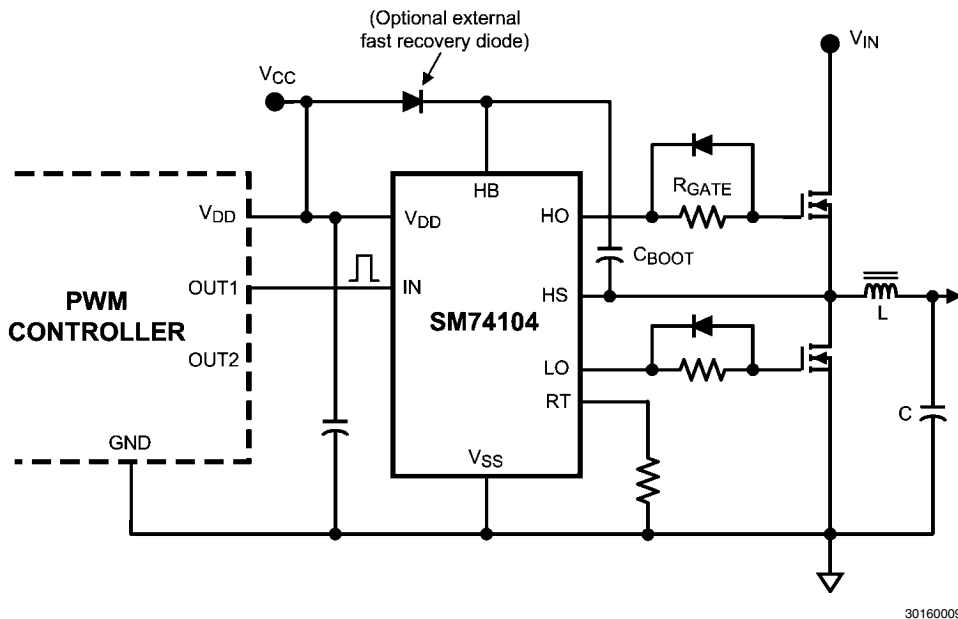 (Optional external
fast recovery diode)
VIN
VCC
HB
RGATE
VDD
VDD
HO
CBOOT
OUT1
IN
HS
PWM
CONTROLLER
SM74104
L
OUT2
LO
RT
C
GND
VSS
30160009